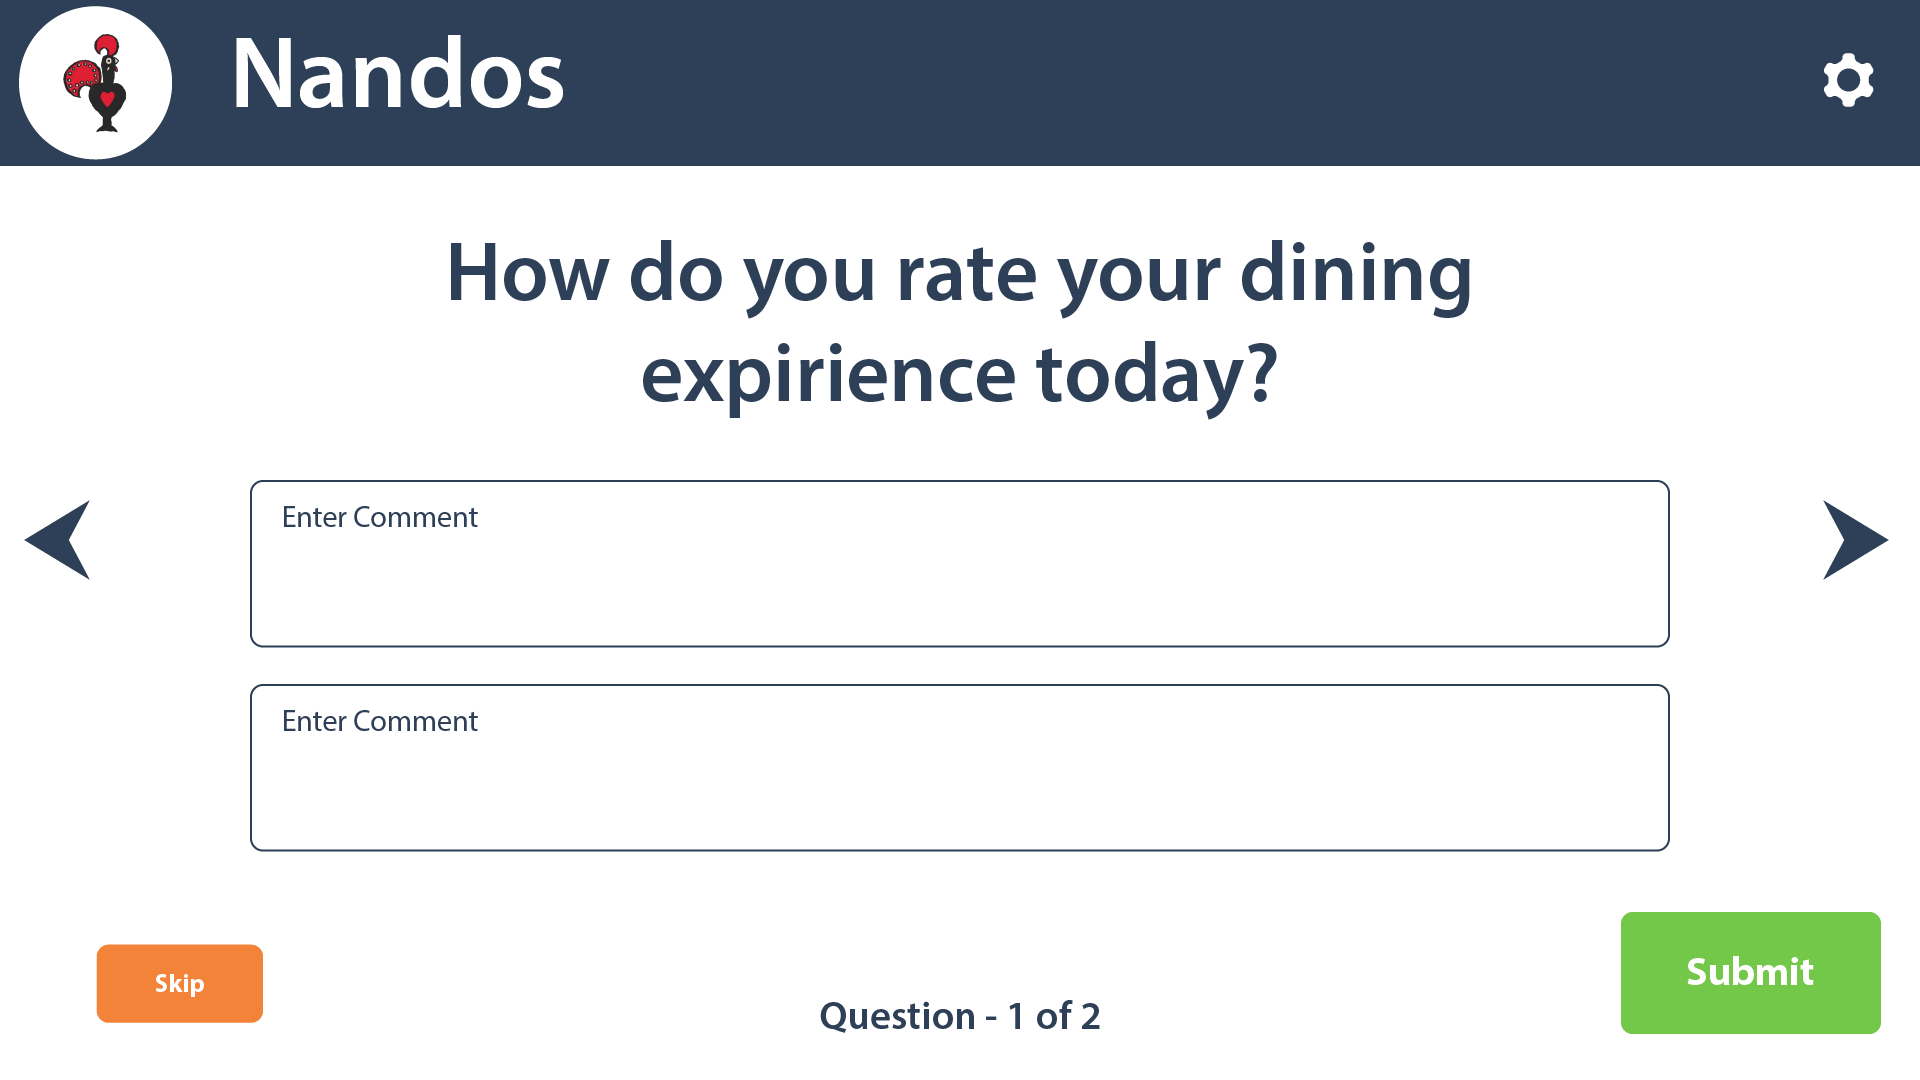 Nandos
How do you rate your dining
expirience today?
Enter Comment
Enter Comment
Skip
Submit
Question - 1 of 2